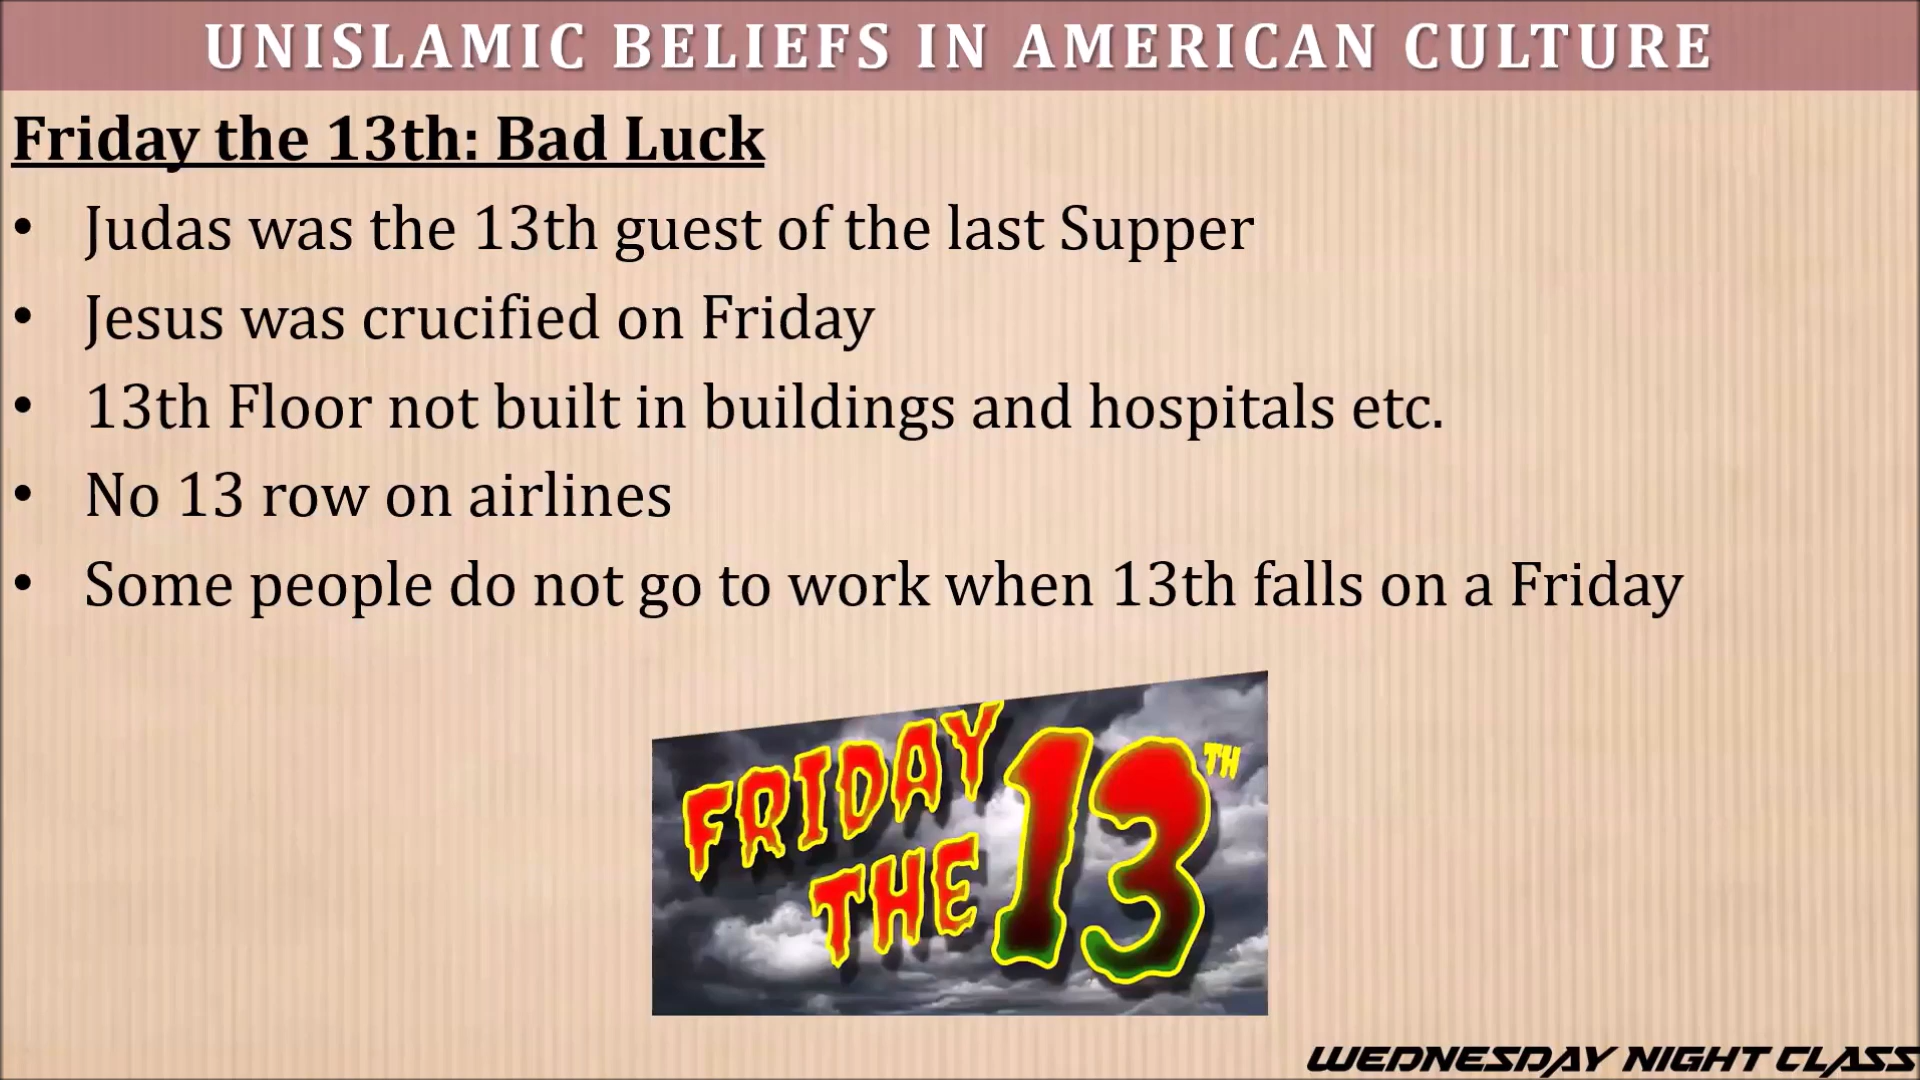 UNISLAMIC BELIEFS IN AMERICAN CULTURE
Friday the 13th: Bad Luck
• Judas was the 13th guest of the last Supper
• Jesus was crucified on Friday
• 13th Floor not built in buildings and hospitals etc.
• No 13 row on airlines
• Some people do not go to work when 13th falls on a Friday
FRIDAY
THE 13TH
WEDNESDAY NIGHT CLASS